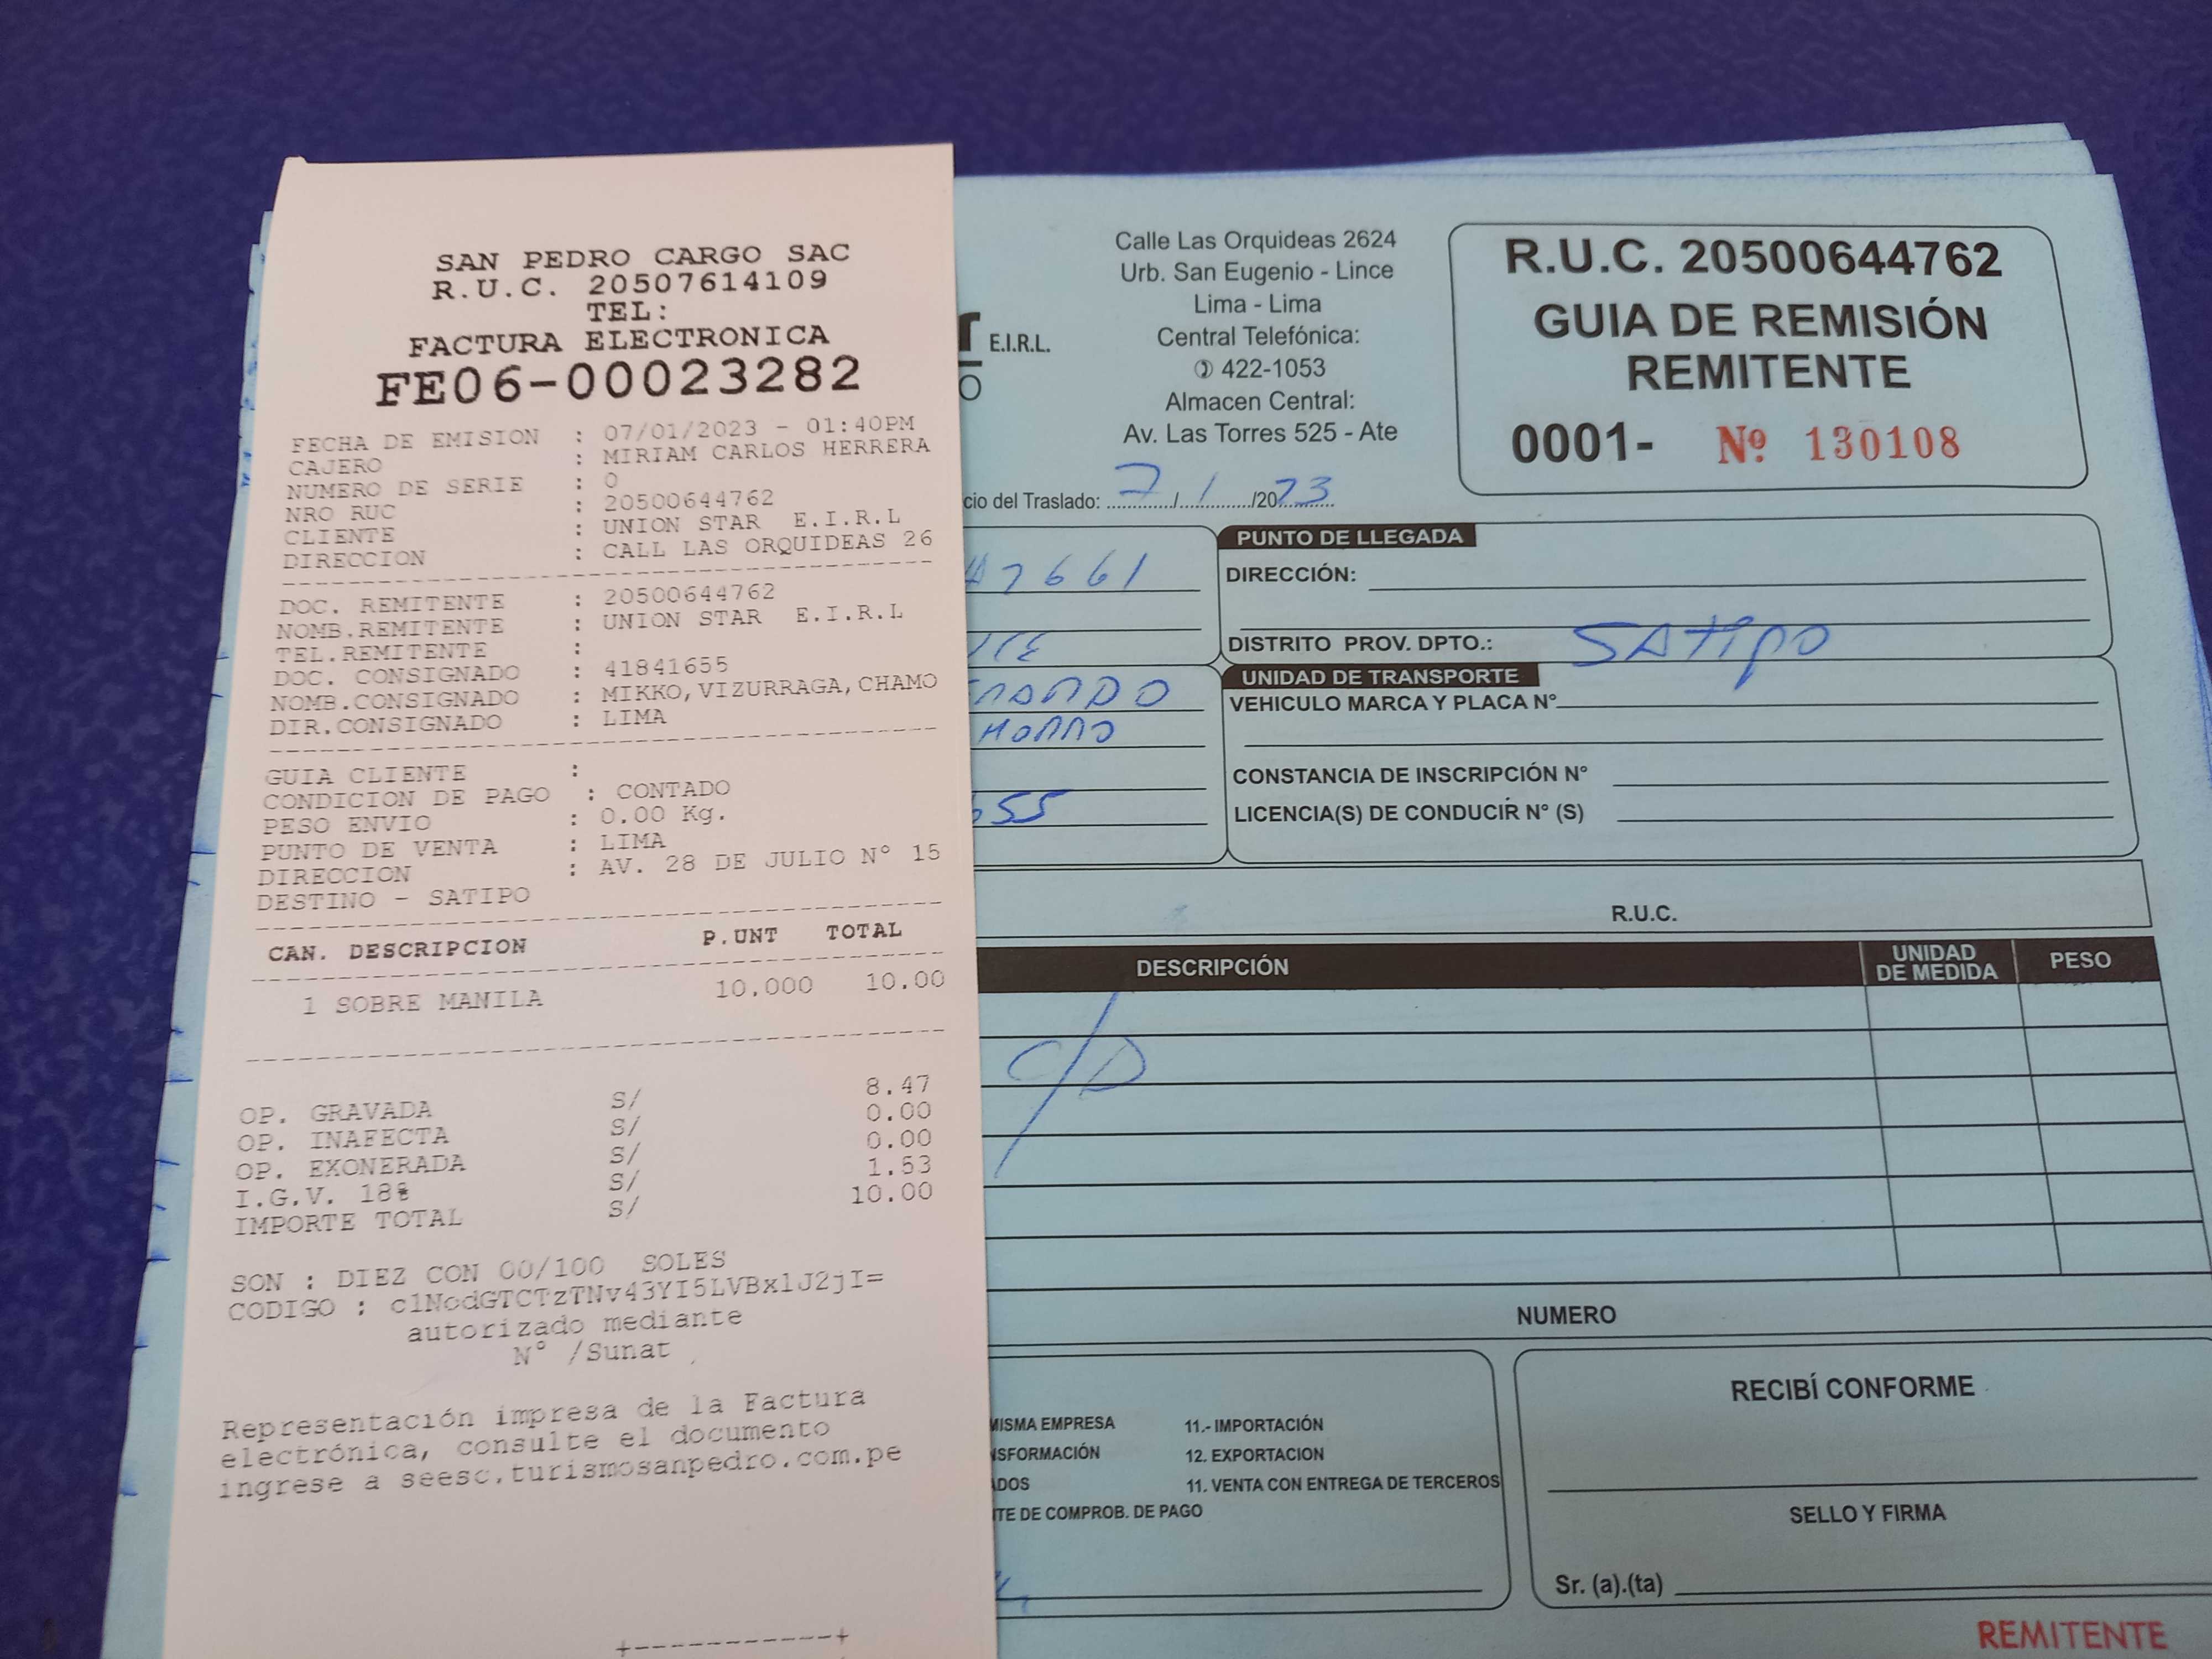 SAN PEDRO CARGO SAC
R.U.C. 20507614109
TEL:
FACTURA ELECTRONICA
FE06-00023282
FECHA DE EMISION : 07/01/2023 - 01:40PM
CAJERO : MIRIAM CARLOS HERRERA
NUMERO DE SERIE : 0
NRO RUC : 20500644762
CLIENTE : UNION STAR E.I.R.L
DIRECCION : CALL LAS ORQUIDEAS 26
DOC. REMITENTE : 20500644762
NOMB.REMITENTE : UNION STAR E.I.R.L
TEL.REMITENTE :
DOC. CONSIGNADO : 41841655
NOMB.CONSIGNADO : MIKKO,VIZURRAGA,CHAMO
DIR.CONSIGNADO : LIMA
GUIA CLIENTE :
CONDICION DE PAGO : CONTADO
PESO ENVIO : 0.00 Kg.
PUNTO DE VENTA : LIMA
DIRECCION : AV. 28 DE JULIO N° 15
DESTINO - SATIPO
CAN. DESCRIPCION P.UNT TOTAL
1 SOBRE MANILA 10.000 10.00
OP. GRAVADA S/ 8.47
OP. INAFECTA S/ 0.00
OP. EXONERADA S/ 0.00
I.G.V. 18% S/ 1.53
IMPORTE TOTAL S/ 10.00
SON : DIEZ CON 00/100 SOLES
CODIGO : c1NodGTCTzTNv43YI5LVBx1J2jI=
autorizado mediante
N° /Sunat
Representación impresa de la Factura
electrónica, consulte el documento
ingrese a seesc.turismosanpedro.com.pe
E.I.R.L.
Calle Las Orquideas 2624
Urb. San Eugenio - Lince
Lima - Lima
Central Telefónica:
422-1053
Almacen Central:
Av. Las Torres 525 - Ate
R.U.C. 20500644762
GUIA DE REMISIÓN
REMITENTE
0001- Nº 130108
cio del Traslado: 7/1/2023
7661
PUNTO DE LLEGADA
DIRECCIÓN:
DISTRITO PROV. DPTO.: SATIPO
UNIDAD DE TRANSPORTE
VEHICULO MARCA Y PLACA N°
CONSTANCIA DE INSCRIPCIÓN N°
LICENCIA(S) DE CONDUCIR N° (S)
655
R.U.C.
DESCRIPCIÓN UNIDAD DE MEDIDA PESO
NUMERO
MISMA EMPRESA 11.- IMPORTACIÓN
NSFORMACIÓN 12. EXPORTACION
ADOS 11. VENTA CON ENTREGA DE TERCEROS
TE DE COMPROB. DE PAGO
RECIBÍ CONFORME
SELLO Y FIRMA
Sr. (a).(ta)
REMITENTE